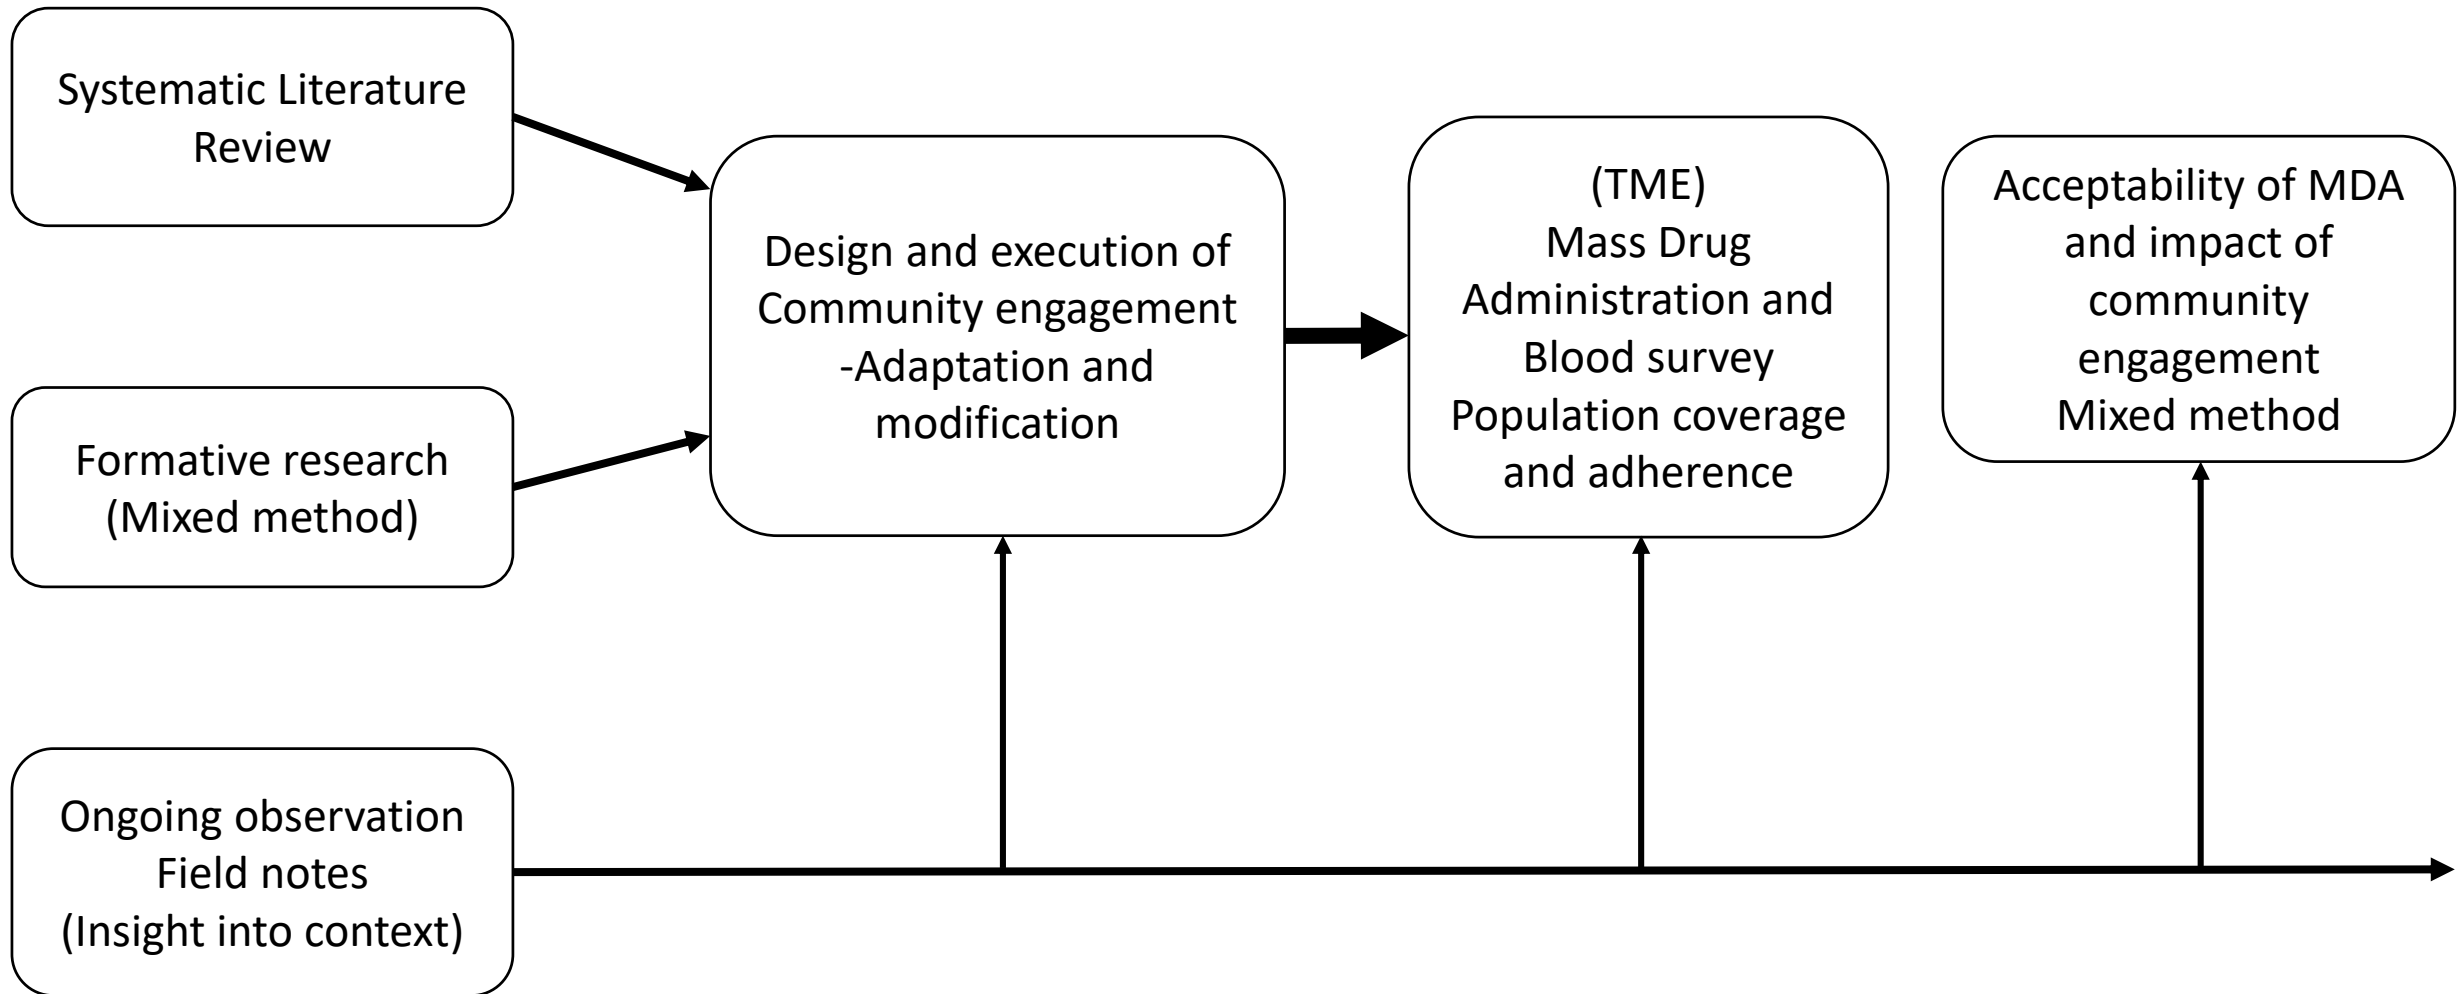 Systematic Literature
Review
Formative research
(Mixed method)
Ongoing observation
Field notes
(Insight into context)
Design and execution of
Community engagement
-Adaptation and
modification
(TME)
Mass Drug
Administration and
Blood survey
Population coverage
and adherence
Acceptability of MDA
and impact of
community
engagement
Mixed method